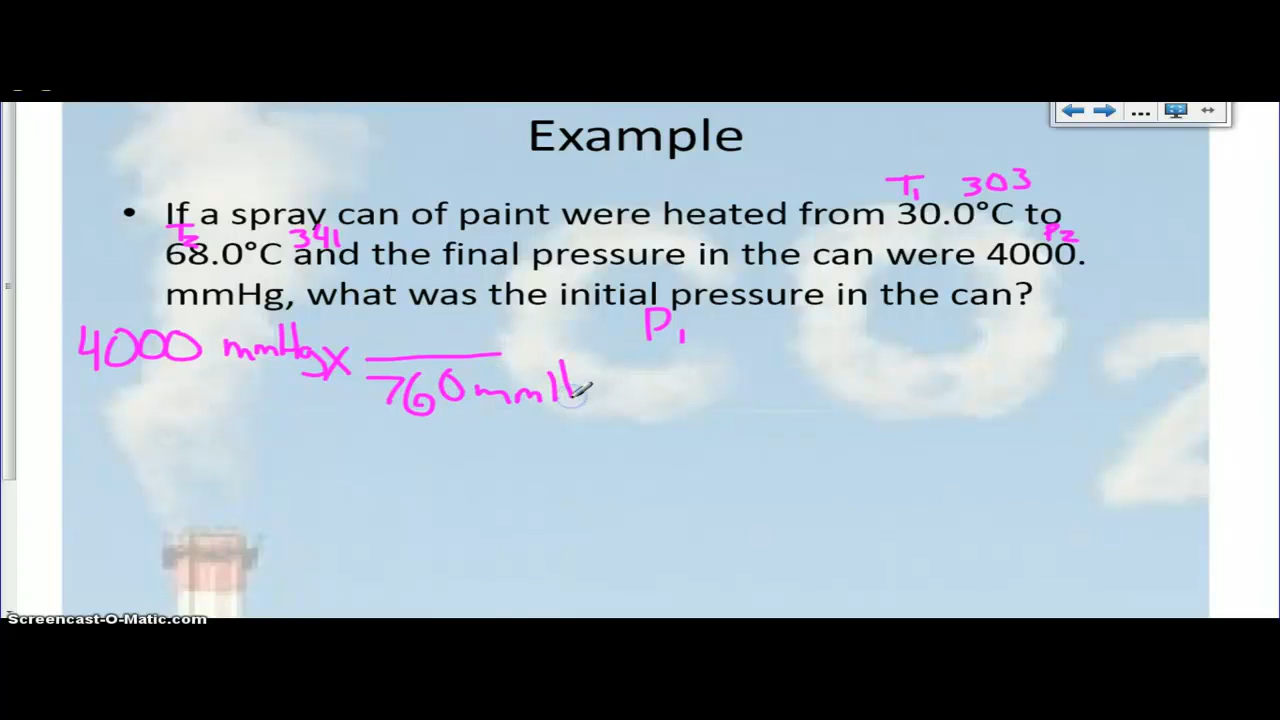 Example
T1 303
• If a spray can of paint were heated from 30.0°C to
T2 341 P2
68.0°C and the final pressure in the can were 4000.
mmHg, what was the initial pressure in the can?
P1
4000 mmHg x
760 mmH
...
Screencast-O-Matic.com